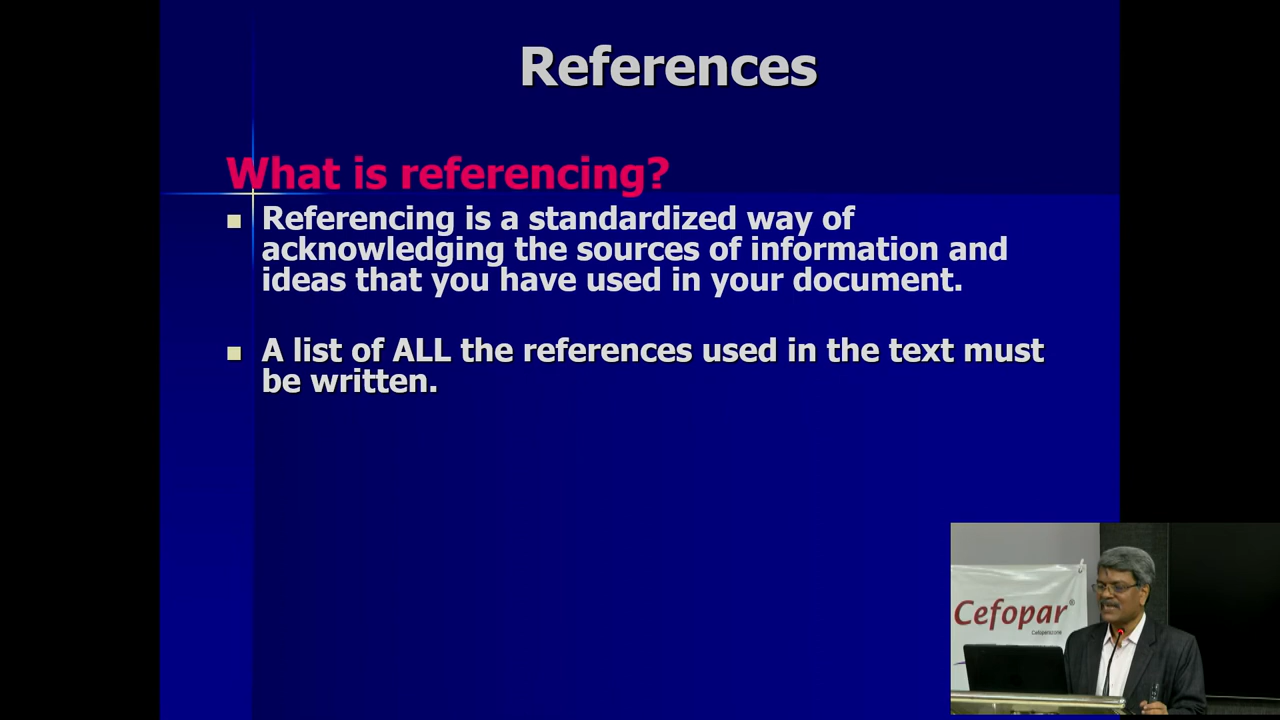 References
What is referencing?
Referencing is a standardized way of
acknowledging the sources of information and
ideas that you have used in your document.
A list of ALL the references used in the text must
be written.
Cefopar®